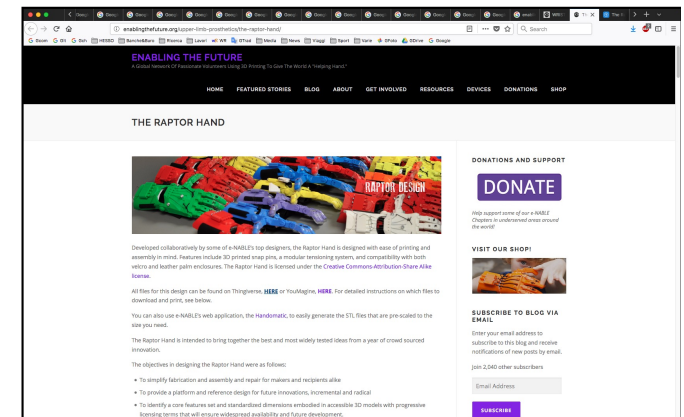 enablingthefuture.org/upper-limb-prosthetics/the-raptor-hand/
Search
ENABLING THE FUTURE
A Global Network Of Passionate Volunteers Using 3D Printing To Give The World A "Helping Hand."
HOME FEATURED STORIES BLOG ABOUT GET INVOLVED RESOURCES DEVICES DONATIONS SHOP
THE RAPTOR HAND
RAPTOR DESIGN
Developed collaboratively by some of e-NABLE's top designers, the Raptor Hand is designed with ease of printing and
assembly in mind. Features include 3D printed snap pins, a modular tensioning system, and compatibility with both
velcro and leather palm enclosures. The Raptor Hand is licensed under the Creative Commons-Attribution-Share Alike
license.
All files for this design can be found on Thingiverse, HERE or YouMagine, HERE. For detailed instructions on which files to
download and print, see below.
You can also use e-NABLE's web application, the Handomatic, to easily generate the STL files that are pre-scaled to the
size you need.
The Raptor Hand is intended to bring together the best and most widely tested ideas from a year of crowd sourced
innovation.
The objectives in designing the Raptor Hand were as follows:
• To simplify fabrication and assembly and repair for makers and recipients alike
• To provide a platform and reference design for future innovations, incremental and radical
• To identify a core features set and standardized dimensions embodied in accessible 3D models with progressive
licensing terms that will ensure widespread availability and future development.
DONATIONS AND SUPPORT
DONATE
Help support some of our e-NABLE
Chapters in underserved areas around
the world!
VISIT OUR SHOP!
SUBSCRIBE TO BLOG VIA
EMAIL
Enter your email address to
subscribe to this blog and receive
notifications of new posts by email.
Join 2,040 other subscribers
Email Address
SUBSCRIBE